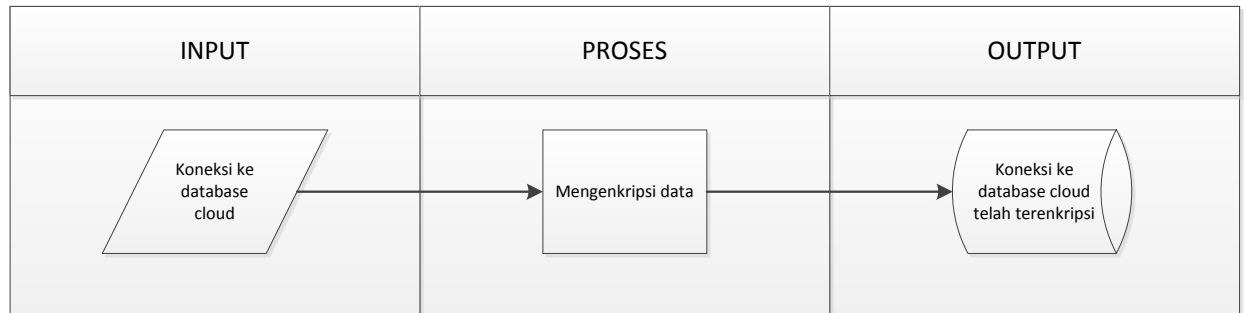 INPUT
PROSES
OUTPUT
Koneksi ke
database
cloud
Mengenkripsi data
Koneksi ke
database cloud
telah terenkripsi